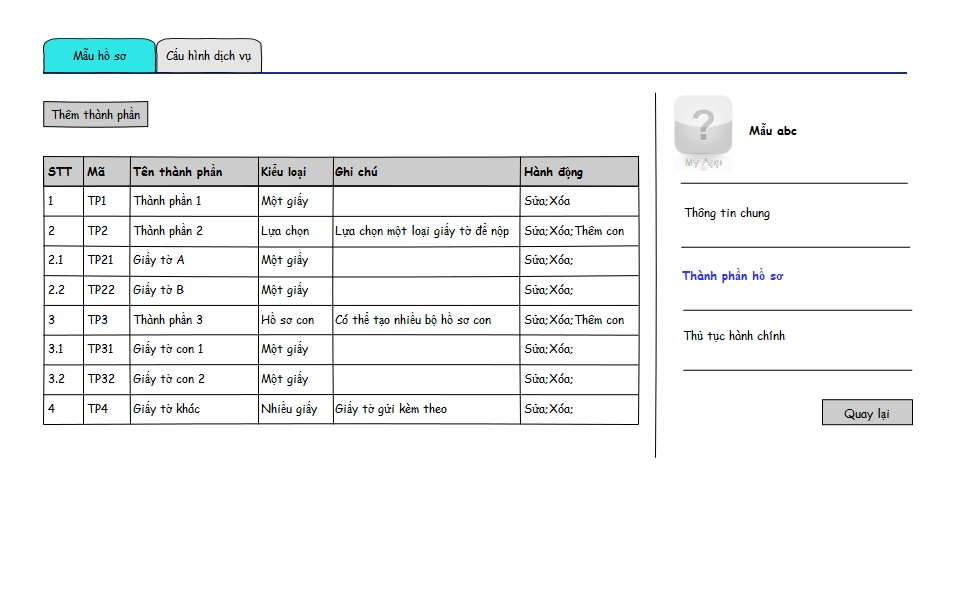 Mẫu hồ sơ Cấu hình dịch vụ
Thêm thành phần
STT Mã Tên thành phần Kiểu loại Ghi chú Hành động
1 TP1 Thành phần 1 Một giấy Sửa;Xóa
2 TP2 Thành phần 2 Lựa chọn Lựa chọn một loại giấy tờ để nộp Sửa;Xóa;Thêm con
2.1 TP21 Giấy tờ A Một giấy Sửa;Xóa;
2.2 TP22 Giấy tờ B Một giấy Sửa;Xóa;
3 TP3 Thành phần 3 Hồ sơ con Có thể tạo nhiều bộ hồ sơ con Sửa;Xóa;Thêm con
3.1 TP31 Giấy tờ con 1 Một giấy Sửa;Xóa;
3.2 TP32 Giấy tờ con 2 Một giấy Sửa;Xóa;
4 TP4 Giấy tờ khác Nhiều giấy Giấy tờ gửi kèm theo Sửa;Xóa;
?
My App
Mẫu abc
Thông tin chung
Thành phần hồ sơ
Thủ tục hành chính
Quay lại